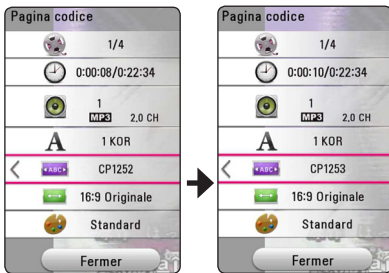 Pagina codice
1/4
0:00:08/0:22:34
1
MP3 2,0 CH
A 1 KOR
ABC CP1252
16:9 Originale
Standard
Fermer
Pagina codice
1/4
0:00:10/0:22:34
1
MP3 2,0 CH
A 1 KOR
ABC CP1253
16:9 Originale
Standard
Fermer